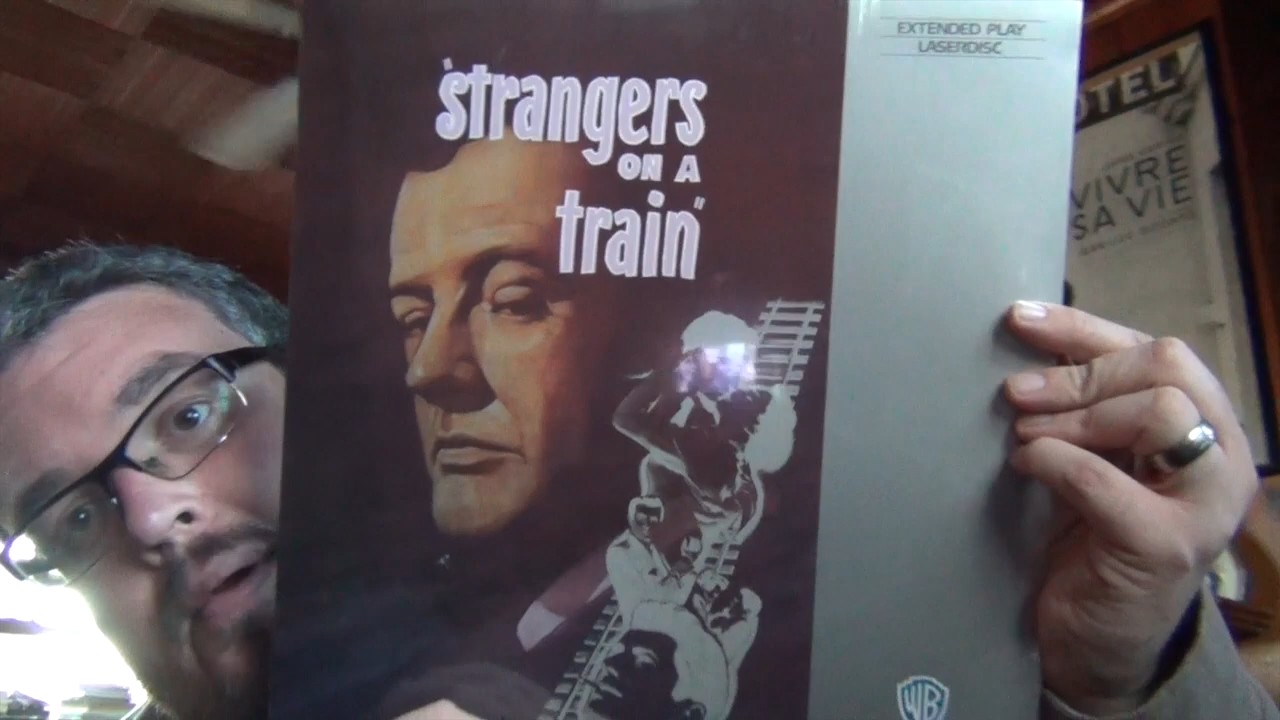 "strangers
ON A
train"
EXTENDED PLAY
LASERDISC
WB
OTEL
VIVRE
SA VIE